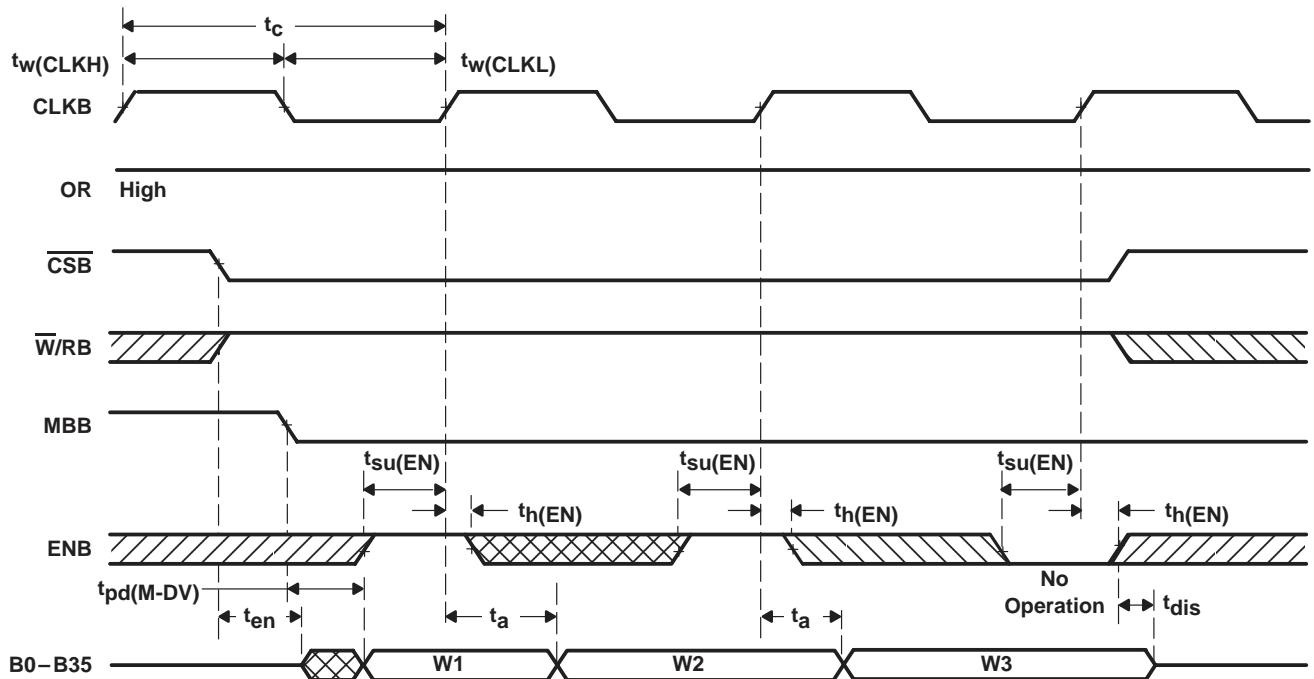 tc
tw(CLKH)
tw(CLKL)
CLKB
OR High
CSB
W/RB
MBB
tsu(EN) tsu(EN) tsu(EN)
th(EN) th(EN) th(EN)
ENB
No
Operation
tpd(M-DV)
ten ta ta tdis
B0–B35 W1 W2 W3